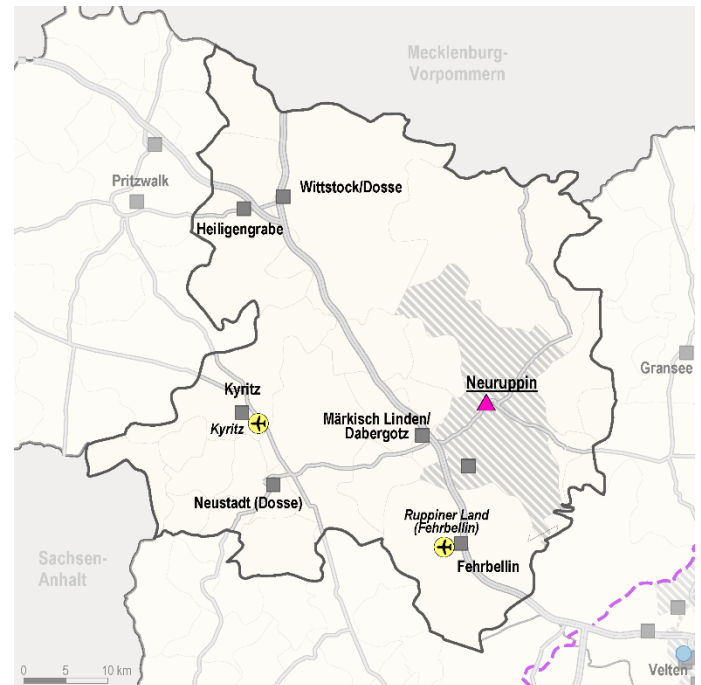 Mecklenburg-
Vorpommern
Pritzwalk
Wittstock/Dosse
Heiligengrabe
Gransee
Neuruppin
Kyritz
Kyritz
Märkisch Linden/
Dabergotz
Neustadt (Dosse)
Ruppiner Land
(Fehrbellin)
Fehrbellin
Sachsen-
Anhalt
Velten
0 5 10 km